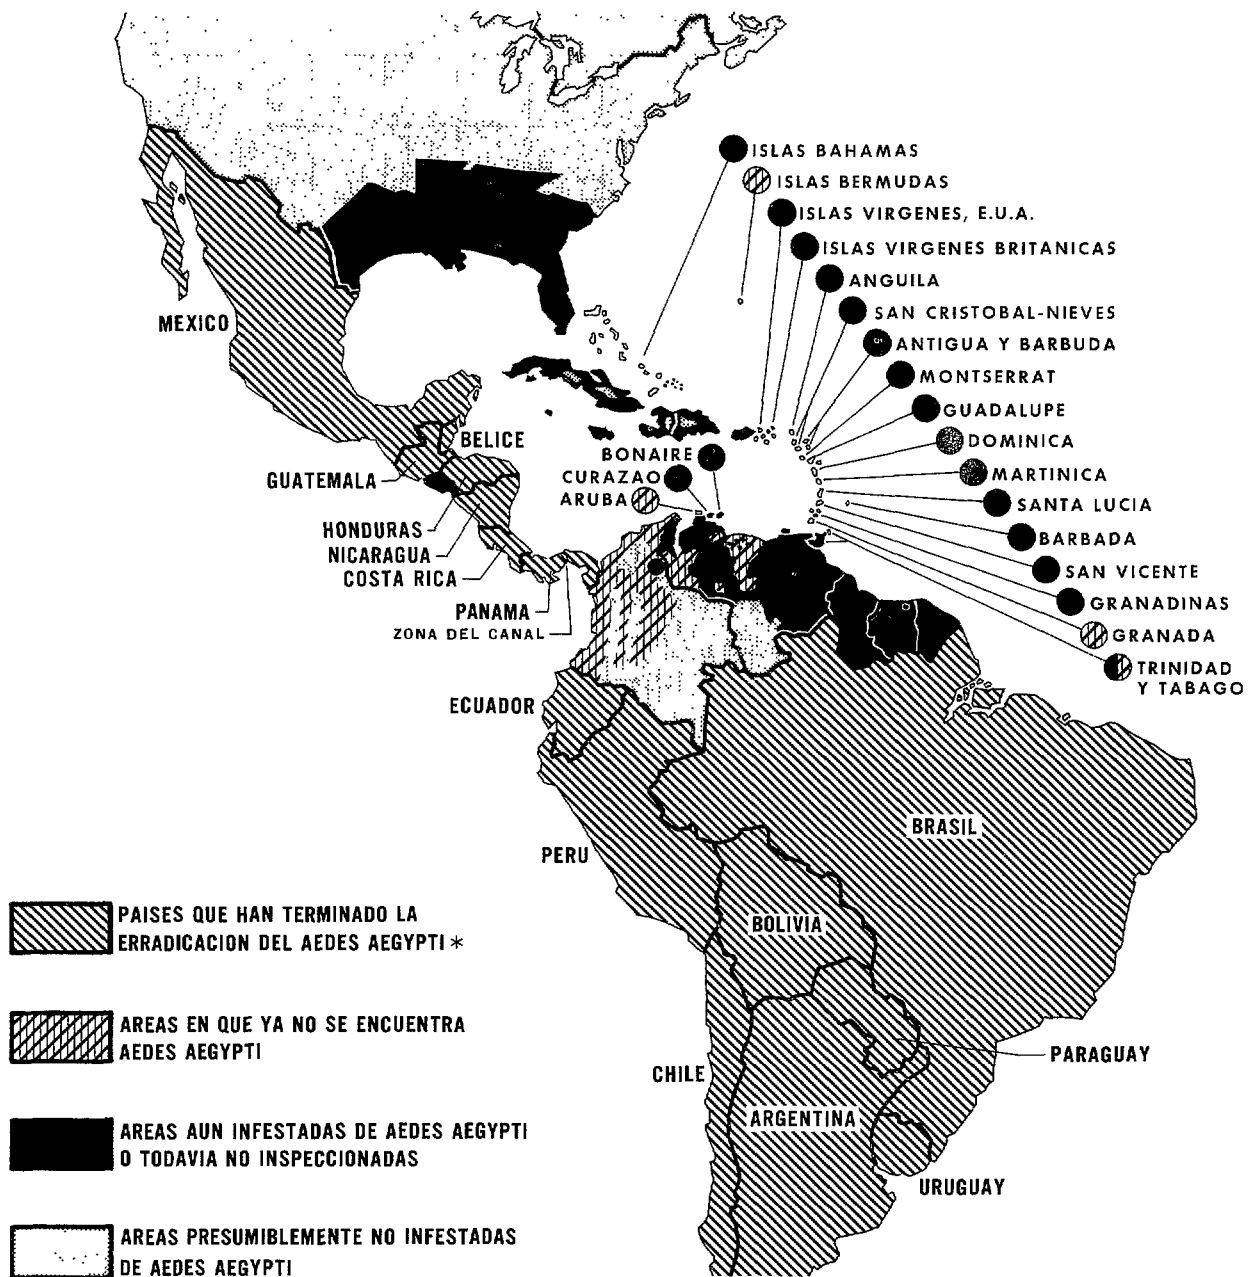 ISLAS BAHAMAS
ISLAS BERMUDAS
ISLAS VIRGENES, E.U.A.
ISLAS VIRGENES BRITANICAS
ANGUILA
SAN CRISTOBAL-NIEVES
ANTIGUA Y BARBUDA
MONTSERRAT
GUADALUPE
DOMINICA
MARTINICA
SANTA LUCIA
BARBADA
SAN VICENTE
GRANADINAS
GRANADA
TRINIDAD
Y TABAGO
MEXICO
BELICE
GUATEMALA
HONDURAS
NICARAGUA
COSTA RICA
PANAMA
ZONA DEL CANAL
BONAIRE
CURAZAO
ARUBA
ECUADOR
PERU
BRASIL
BOLIVIA
PARAGUAY
CHILE
ARGENTINA
URUGUAY
PAISES QUE HAN TERMINADO LA
ERRADICACION DEL AEDES AEGYPTI *
AREAS EN QUE YA NO SE ENCUENTRA
AEDES AEGYPTI
AREAS AUN INFESTADAS DE AEDES AEGYPTI
O TODAVIA NO INSPECCIONADAS
AREAS PRESUMIBLEMENTE NO INFESTADAS
DE AEDES AEGYPTI